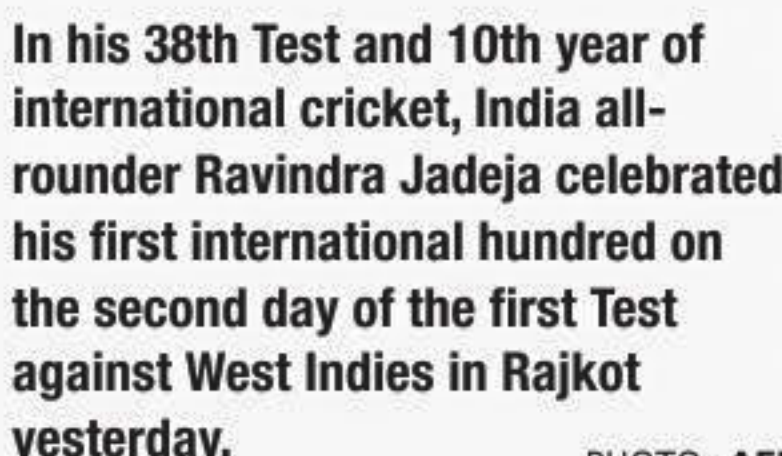 In his 38th Test and 10th year of
international cricket, India all-
rounder Ravindra Jadeja celebrated
his first international hundred on
the second day of the first Test
against West Indies in Rajkot
yesterday.
PHOTO: